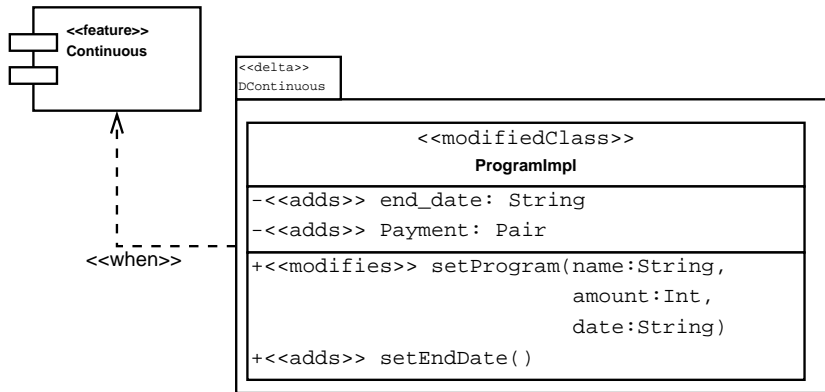 <<feature>>
Continuous
<<delta>>
DContinuous
<<modifiedClass>>
ProgramImpl
-<<adds>> end_date: String
-<<adds>> Payment: Pair
<<when>>
+<<modifies>> setProgram(name:String,
amount:Int,
date:String)
+<<adds>> setEndDate()